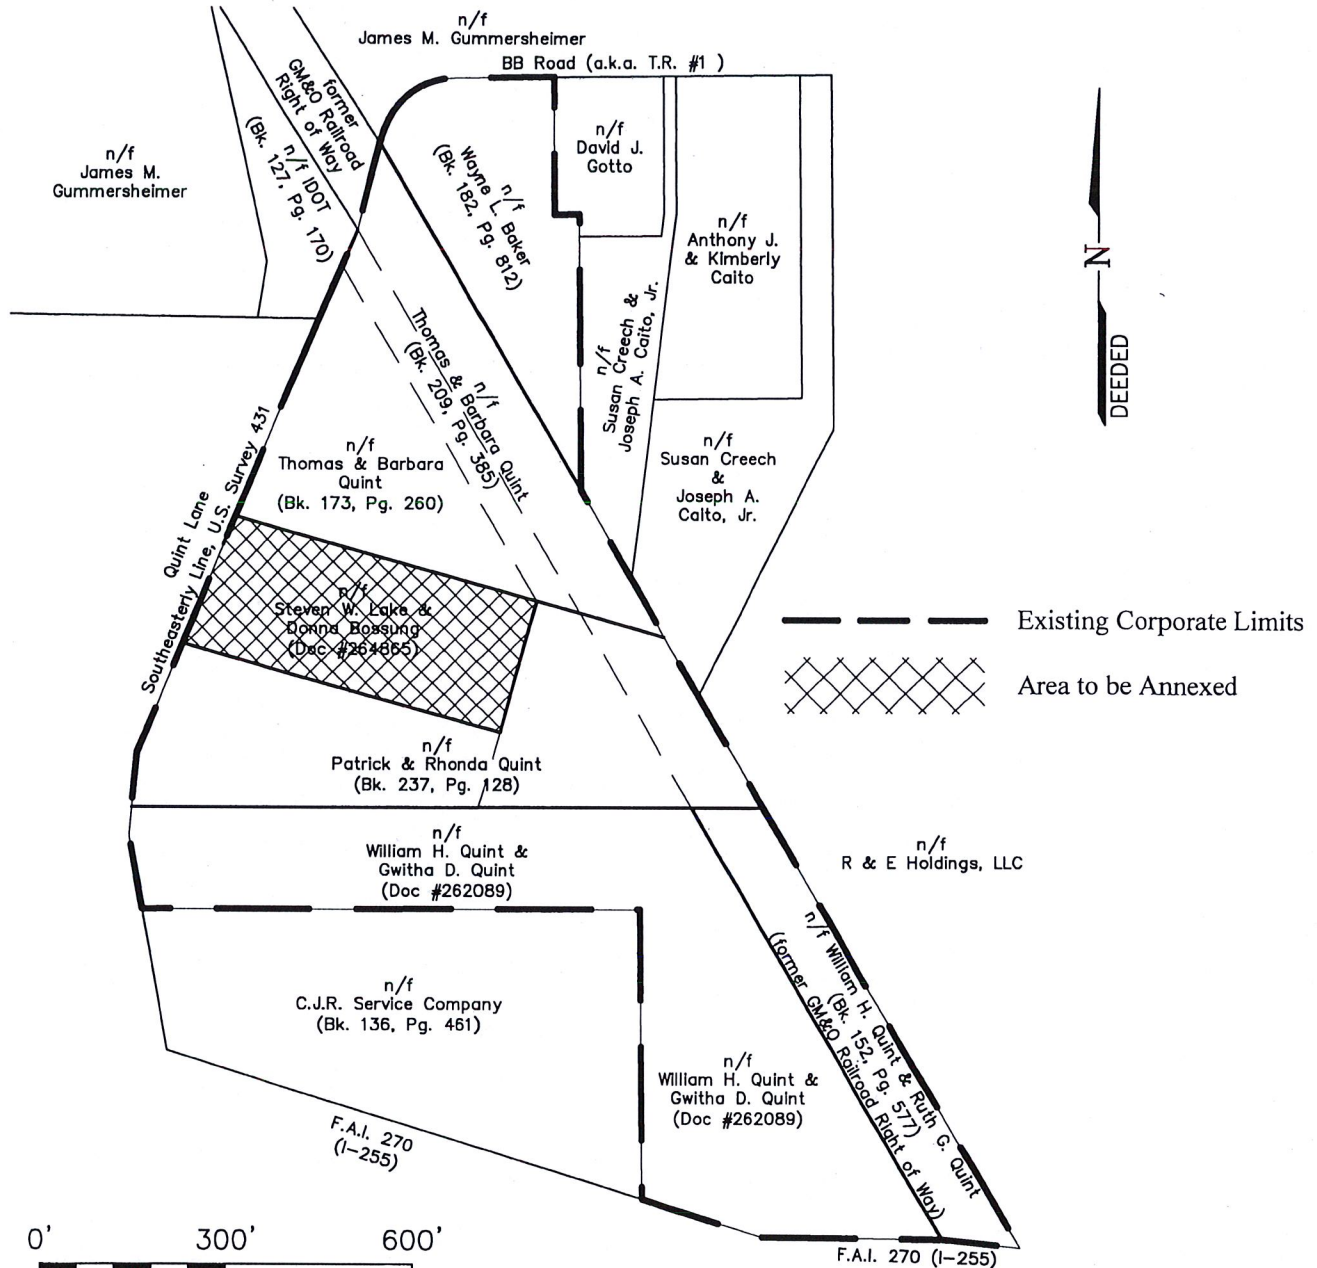 n/f
James M. Gummersheimer
BB Road (a.k.a. T.R. #1 )
former
GM&O Railroad
Right of Way
n/f IDOT
(Bk. 127, Pg. 170)
n/f
James M.
Gummersheimer
n/f
Wayne L. Baker
(Bk. 182, Pg. 812)
n/f
David J.
Gotto
n/f
Anthony J.
& Kimberly
Caito
N
DEEDED
n/f
Susan Creech &
Joseph A. Caito, Jr.
n/f
Thomas & Barbara Quint
(Bk. 209, Pg. 385)
n/f
Susan Creech
&
Joseph A.
Caito, Jr.
n/f
Thomas & Barbara
Quint
(Bk. 173, Pg. 260)
Quint Lane
Southeasterly Line, U.S. Survey 431
n/f
Steven W. Lake &
Donna Bossung
(Doc #264865)
Existing Corporate Limits
Area to be Annexed
n/f
Patrick & Rhonda Quint
(Bk. 237, Pg. 128)
n/f
William H. Quint &
Gwitha D. Quint
(Doc #262089)
n/f
R & E Holdings, LLC
n/f William H. Quint & Ruth G. Quint
(Bk. 152, Pg. 577)
(former GM&O Railroad Right of Way)
n/f
C.J.R. Service Company
(Bk. 136, Pg. 461)
n/f
William H. Quint &
Gwitha D. Quint
(Doc #262089)
F.A.I. 270
(I-255)
F.A.I. 270 (I-255)
0' 300' 600'